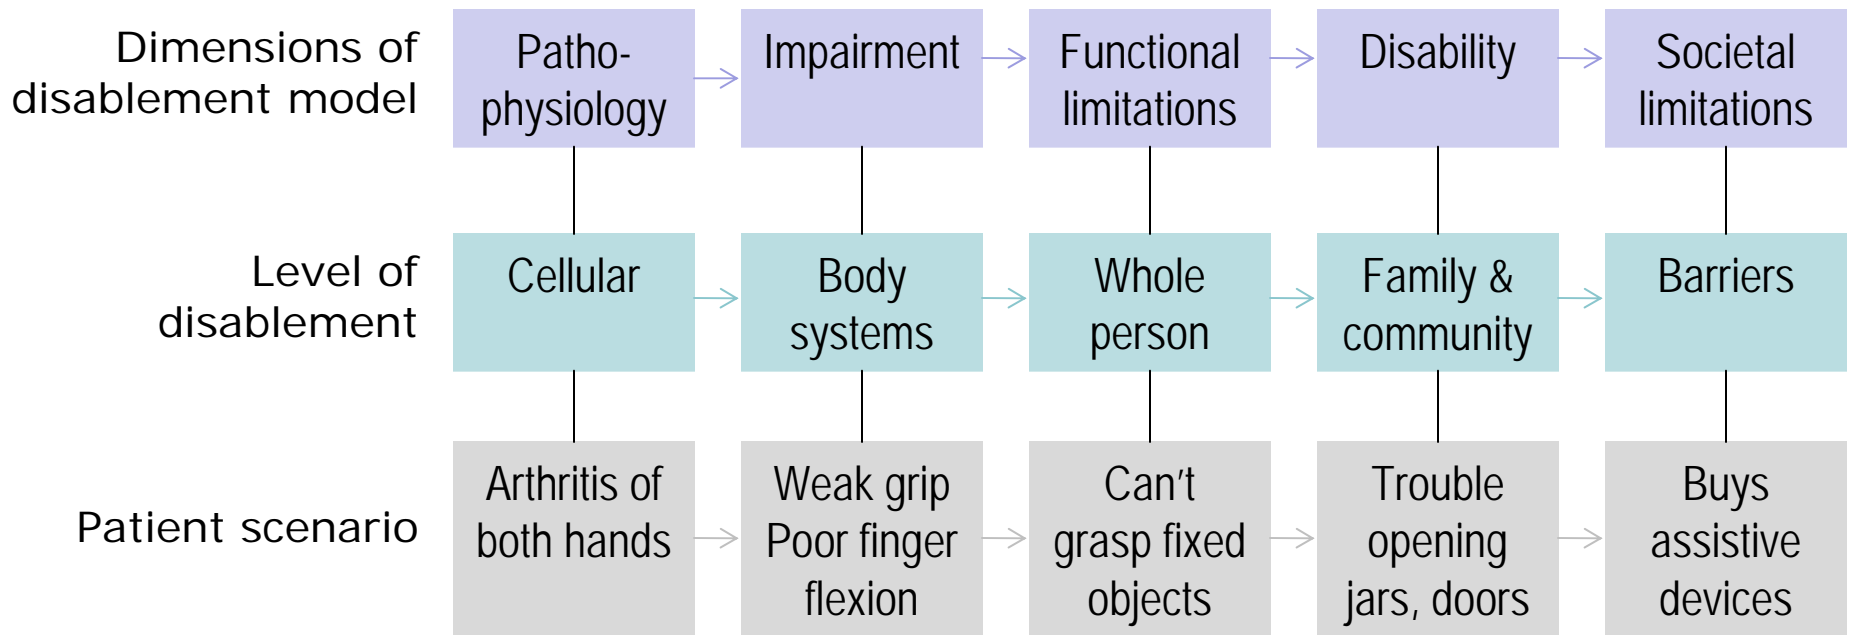 Dimensions of
disablement model
Patho-
physiology
Impairment
Functional
limitations
Disability
Societal
limitations
Level of
disablement
Cellular
Body
systems
Whole
person
Family &
community
Barriers
Patient scenario
Arthritis of
both hands
Weak grip
Poor finger
flexion
Can't
grasp fixed
objects
Trouble
opening
jars, doors
Buys
assistive
devices